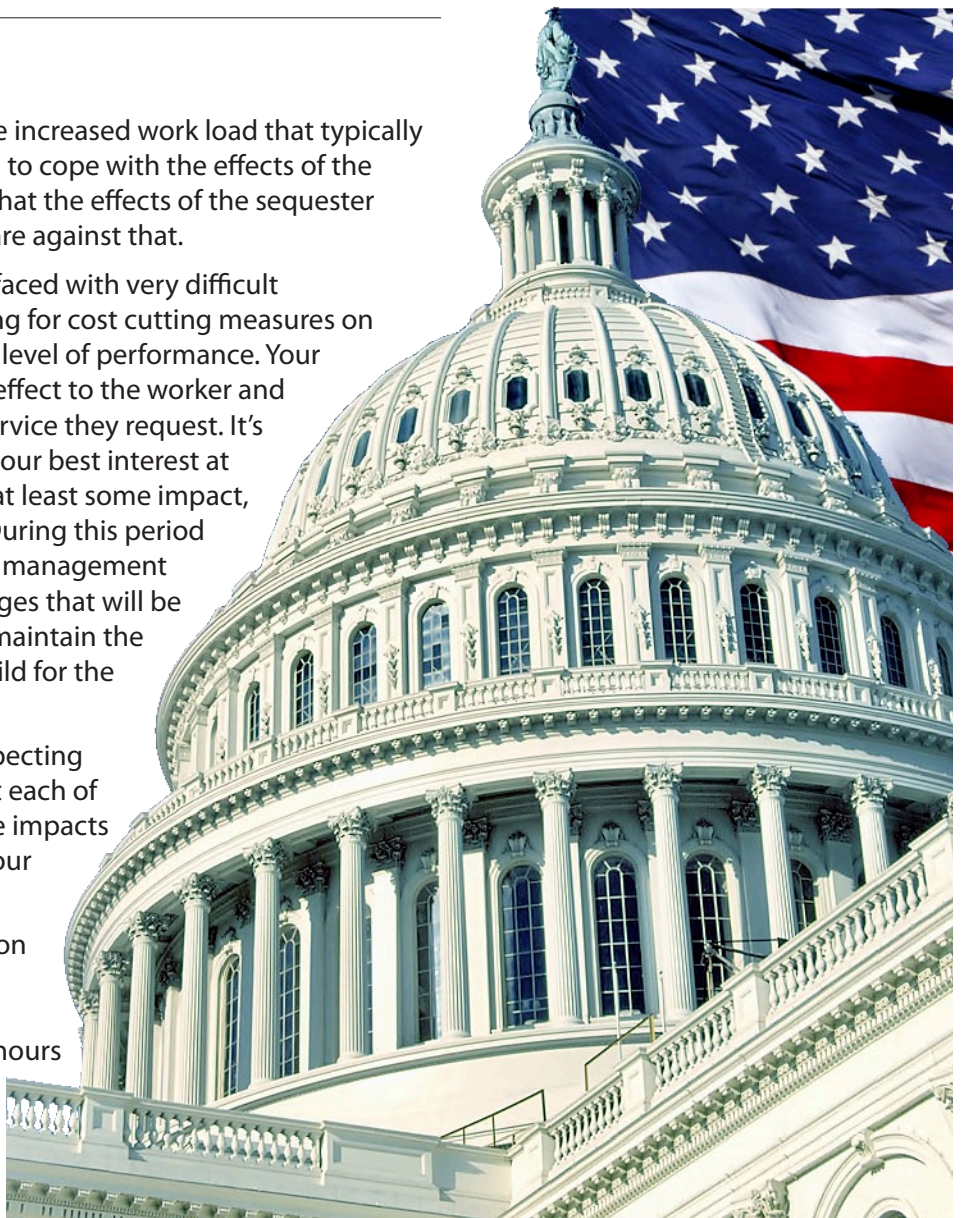 e increased work load that typically
to cope with the effects of the
hat the effects of the sequester
re against that.
faced with very difficult
ng for cost cutting measures on
level of performance. Your
effect to the worker and
rvice they request. It’s
our best interest at
at least some impact,
During this period
management
ges that will be
maintain the
ild for the
pecting
t each of
e impacts
our
on
hours